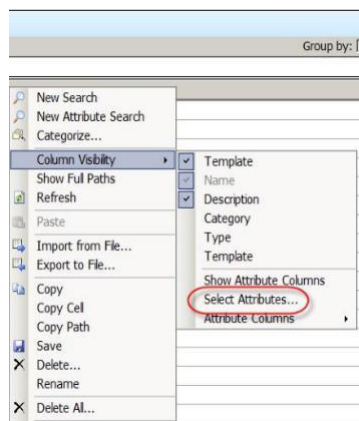 Group by:
New Search
New Attribute Search
Categorize...
Column Visibility
Show Full Paths
Refresh
Paste
Import from File...
Export to File...
Copy
Copy Cell
Copy Path
Save
Delete...
Rename
Delete All...
Template
Name
Description
Category
Type
Template
Show Attribute Columns
Select Attributes...
Attribute Columns